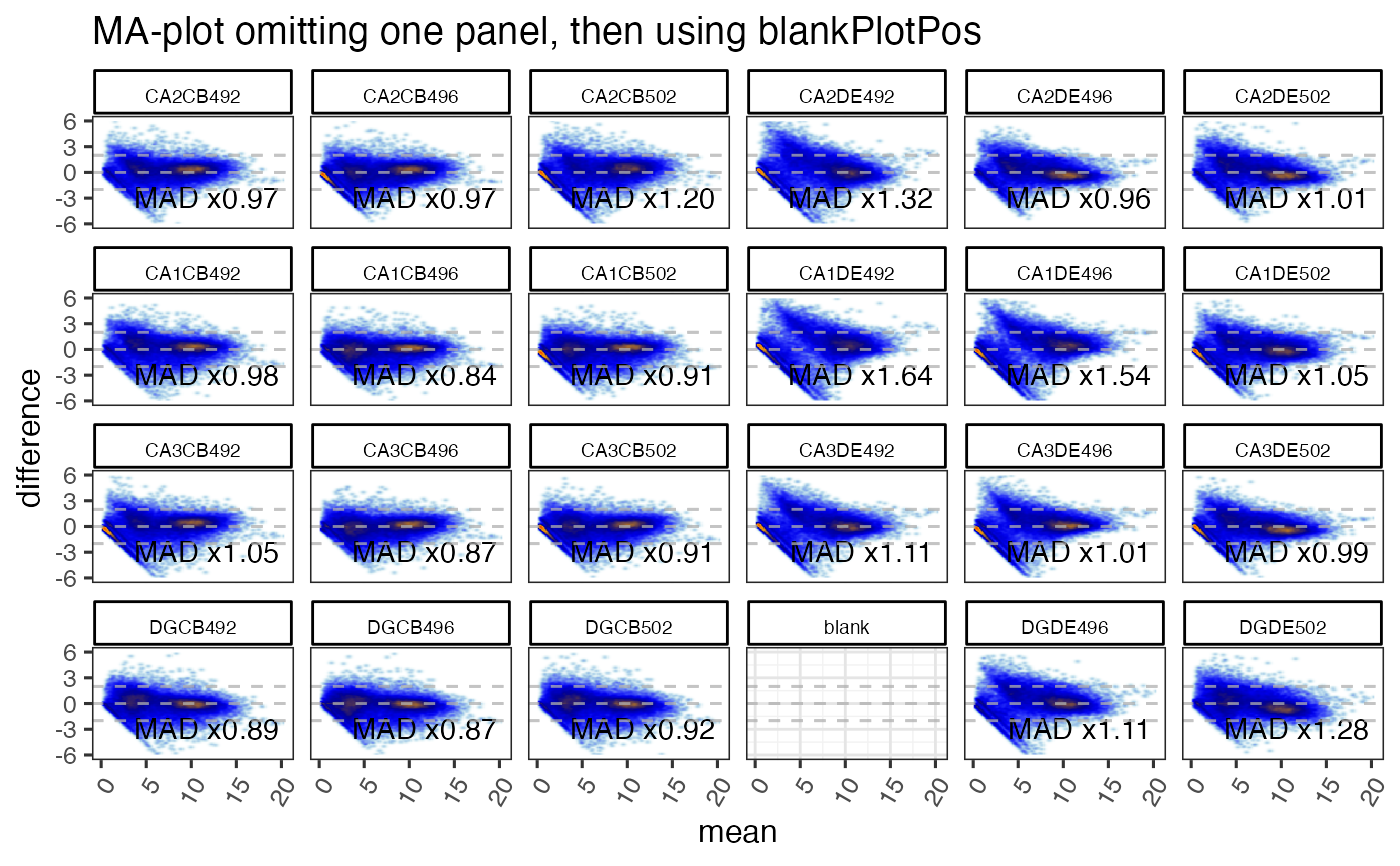 MA-plot omitting one panel, then using blankPlotPos
CA2CB492 CA2CB496 CA2CB502 CA2DE492 CA2DE496 CA2DE502
6
3
0
-3
-6
MAD x0.97 MAD x0.97 MAD x1.20 MAD x1.32 MAD x0.96 MAD x1.01
CA1CB492 CA1CB496 CA1CB502 CA1DE492 CA1DE496 CA1DE502
6
3
0
-3
-6
MAD x0.98 MAD x0.84 MAD x0.91 MAD x1.64 MAD x1.54 MAD x1.05
difference
CA3CB492 CA3CB496 CA3CB502 CA3DE492 CA3DE496 CA3DE502
6
3
0
-3
-6
MAD x1.05 MAD x0.87 MAD x0.91 MAD x1.11 MAD x1.01 MAD x0.99
DGCB492 DGCB496 DGCB502 blank DGDE496 DGDE502
6
3
0
-3
-6
MAD x0.89 MAD x0.87 MAD x0.92 MAD x1.11 MAD x1.28
0 5 10 15 20 0 5 10 15 20 0 5 10 15 20 0 5 10 15 20 0 5 10 15 20 0 5 10 15 20
mean